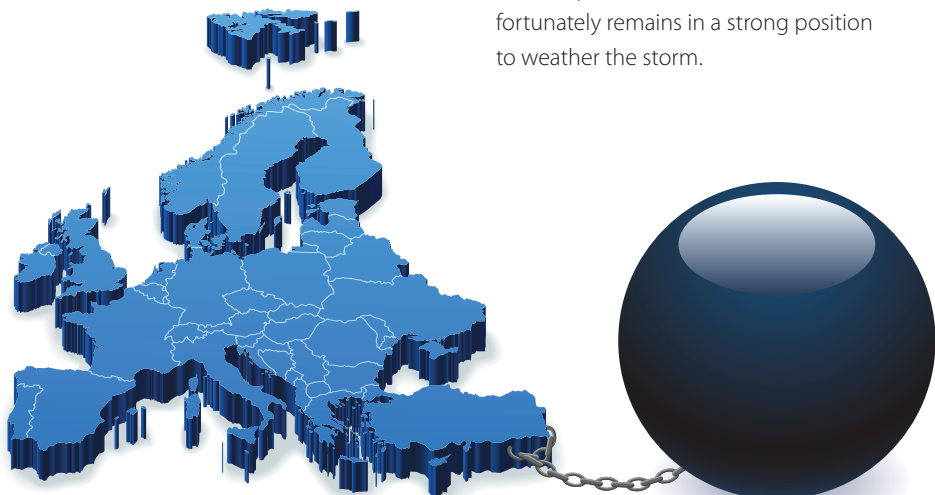 fortunately remains in a strong position
to weather the storm.